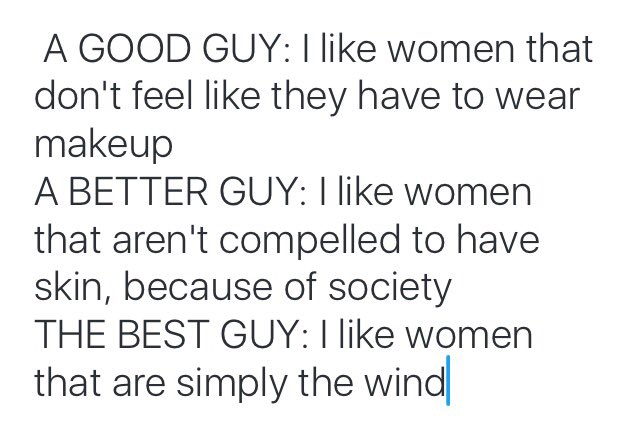 A GOOD GUY: I like women that
don't feel like they have to wear
makeup
A BETTER GUY: I like women
that aren't compelled to have
skin, because of society
THE BEST GUY: I like women
that are simply the wind